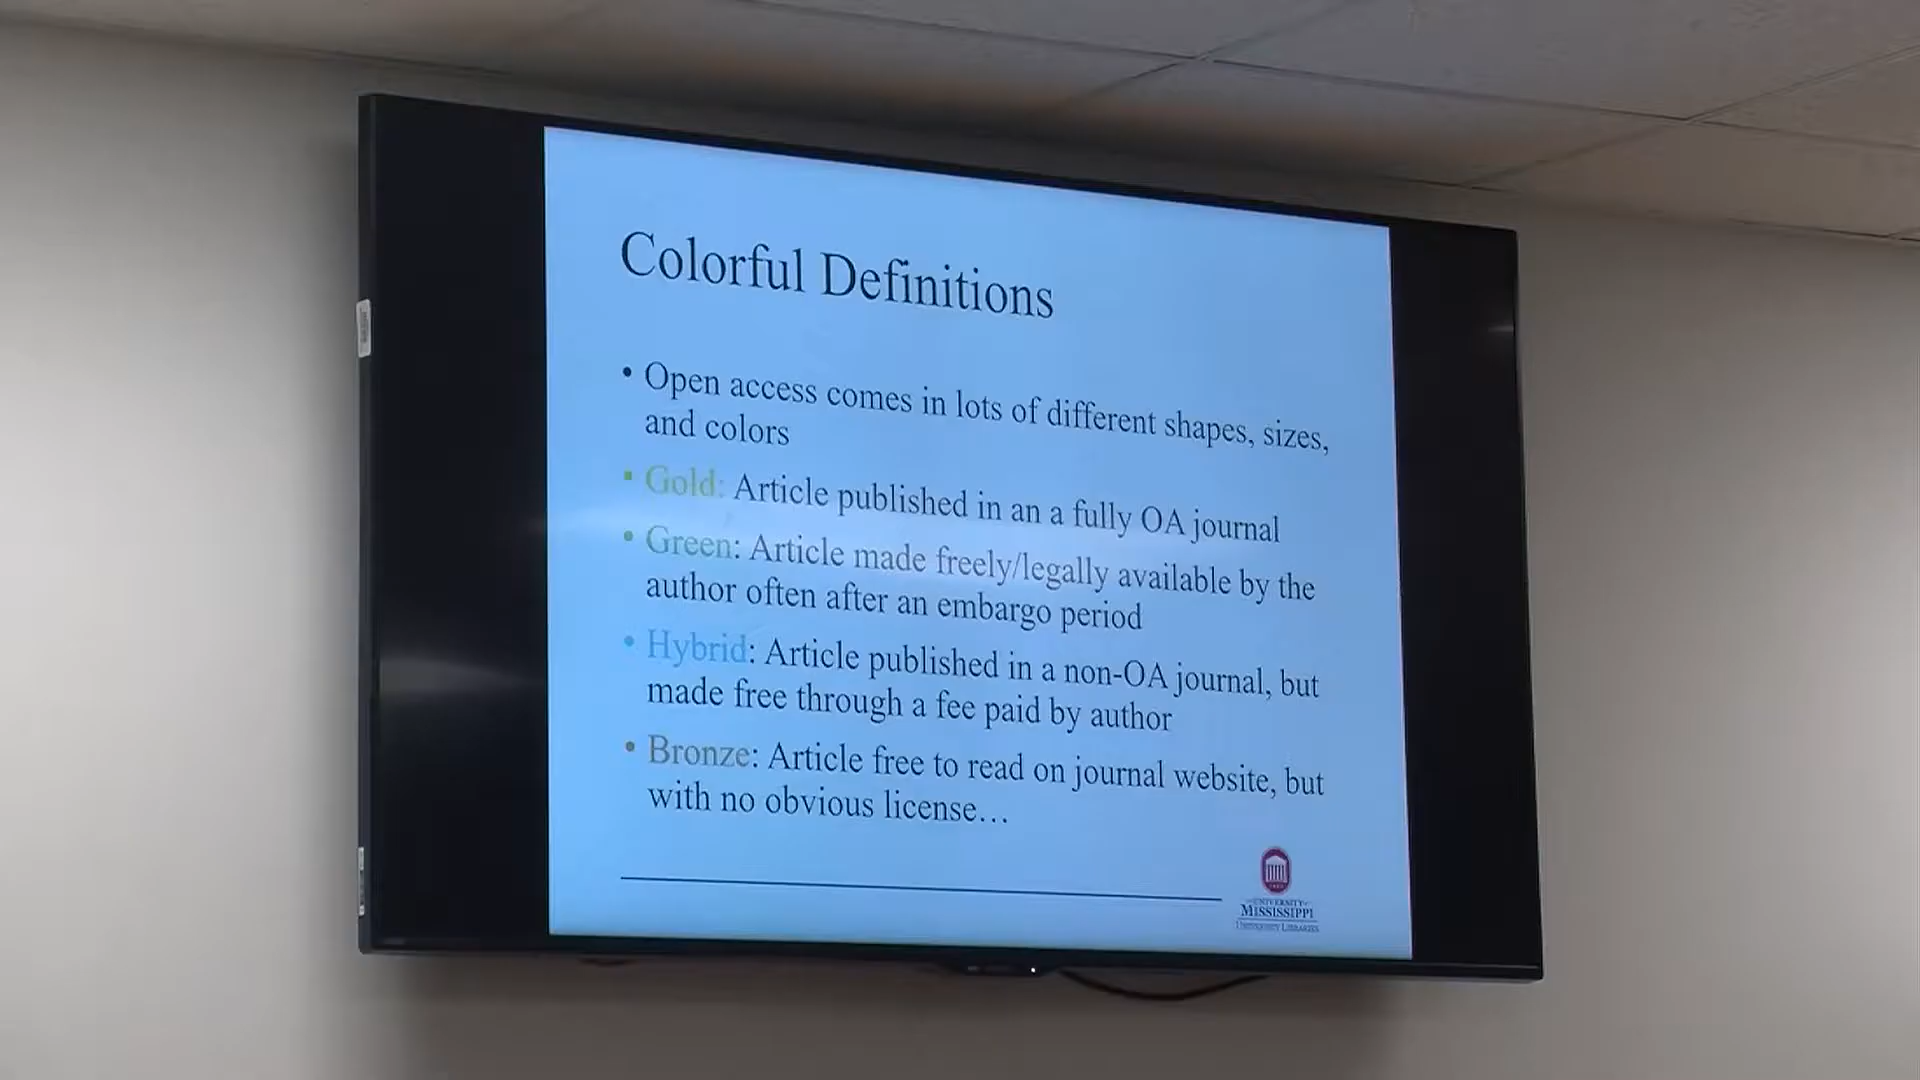 Colorful Definitions
• Open access comes in lots of different shapes, sizes,
and colors
• Gold: Article published in an a fully OA journal
• Green: Article made freely/legally available by the
author often after an embargo period
• Hybrid: Article published in a non-OA journal, but
made free through a fee paid by author
• Bronze: Article free to read on journal website, but
with no obvious license…
UNIVERSITY
MISSISSIPPI
UNIVERSITY LIBRARIES